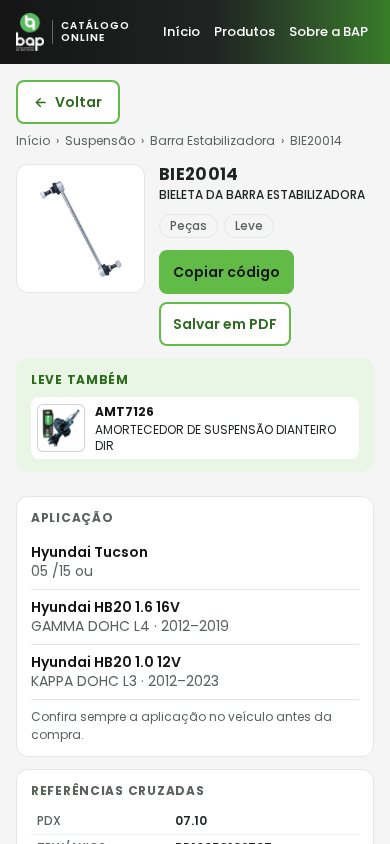 bap
CATÁLOGO
ONLINE
Início Produtos Sobre a BAP
← Voltar
Início › Suspensão › Barra Estabilizadora › BIE20014
BIE20014
BIELETA DA BARRA ESTABILIZADORA
Peças Leve
Copiar código
Salvar em PDF
LEVE TAMBÉM
AMT7126
AMORTECEDOR DE SUSPENSÃO DIANTEIRO
DIR
APLICAÇÃO
Hyundai Tucson
05 /15 ou
Hyundai HB20 1.6 16V
GAMMA DOHC L4 · 2012–2019
Hyundai HB20 1.0 12V
KAPPA DOHC L3 · 2012–2023
Confira sempre a aplicação no veículo antes da
compra.
REFERÊNCIAS CRUZADAS
PDX 07.10